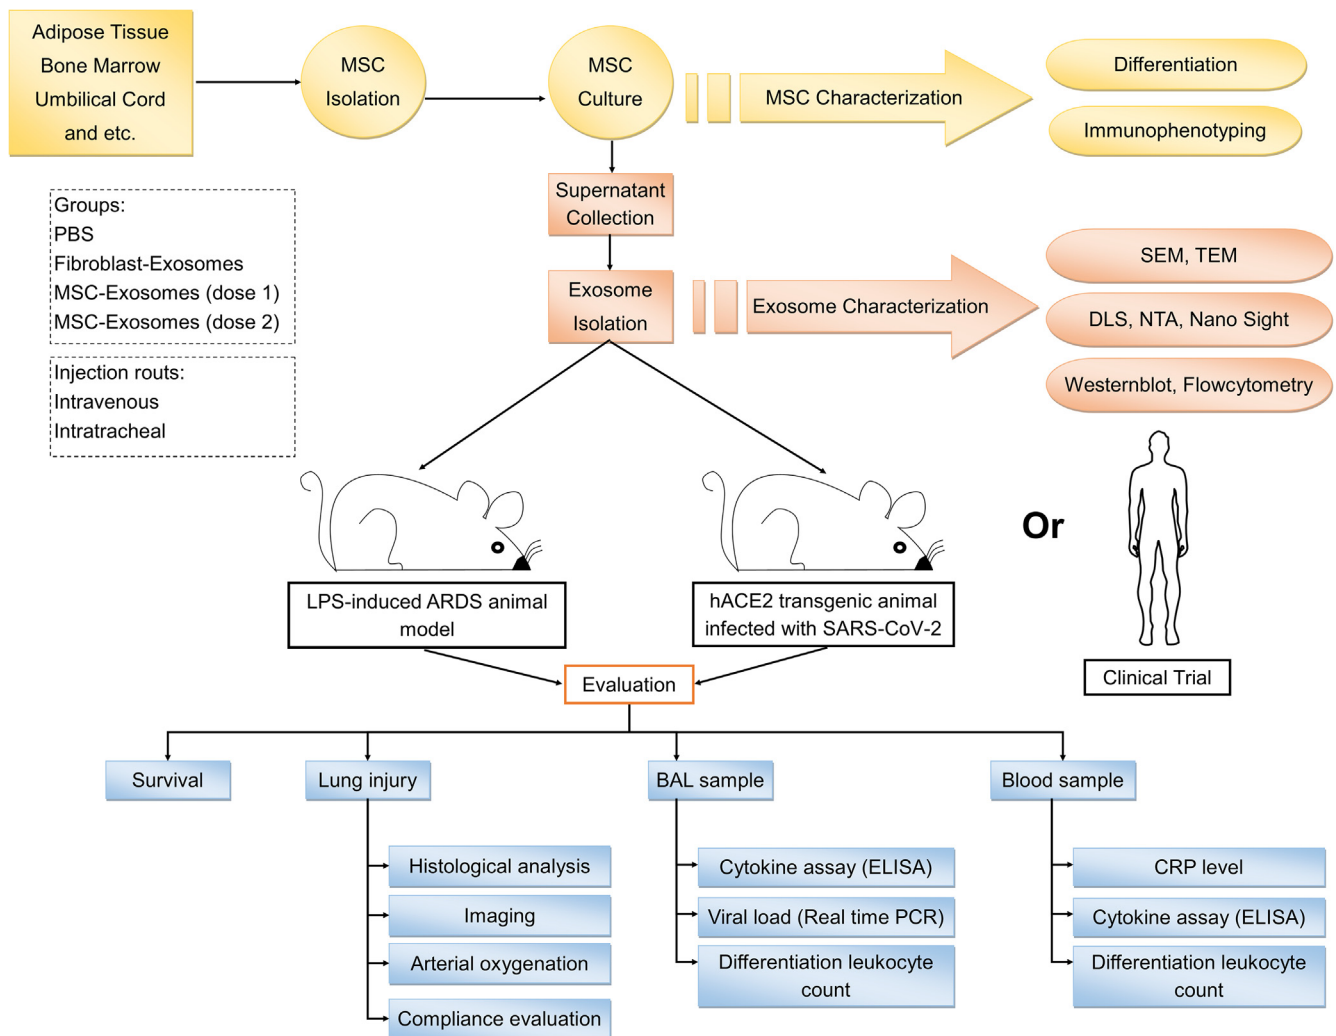 Adipose Tissue
Bone Marrow
Umbilical Cord
and etc.
MSC
Isolation
MSC
Culture
MSC Characterization
Differentiation
Immunophenotyping
Supernatant
Collection
Groups:
PBS
Fibroblast-Exosomes
MSC-Exosomes (dose 1)
MSC-Exosomes (dose 2)
Injection routs:
Intravenous
Intratracheal
Exosome
Isolation
Exosome Characterization
SEM, TEM
DLS, NTA, Nano Sight
Westernblot, Flowcytometry
LPS-induced ARDS animal
model
hACE2 transgenic animal
infected with SARS-CoV-2
Or
Clinical Trial
Evaluation
Survival
Lung injury
Histological analysis
Imaging
Arterial oxygenation
Compliance evaluation
BAL sample
Cytokine assay (ELISA)
Viral load (Real time PCR)
Differentiation leukocyte
count
Blood sample
CRP level
Cytokine assay (ELISA)
Differentiation leukocyte
count